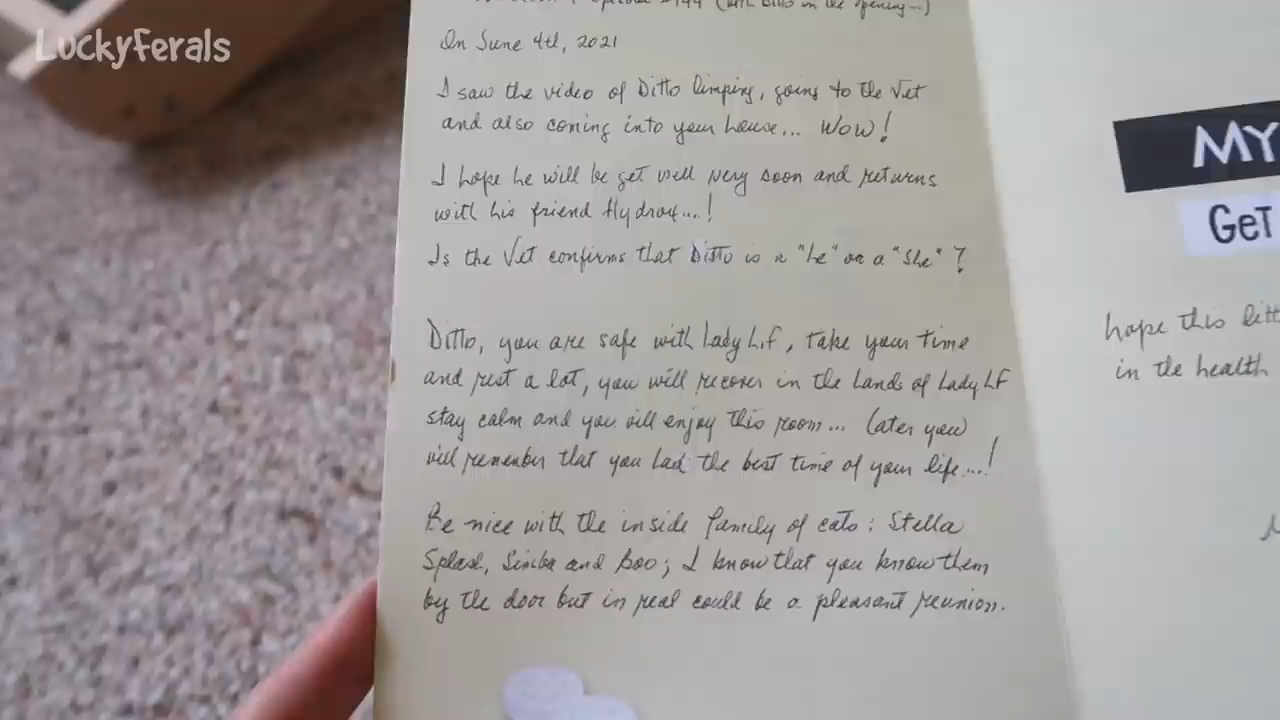 LuckyFerals
On June 4th, 2021
I saw the video of Ditto limping, going to the Vet
and also coming into your house... Wow!
I hope he will be get well very soon and returns
with his friend Hydrox...!
Is the Vet confirms that Ditto is a "he" or a "she"?
Ditto, you are safe with Lady L.F, take your time
and rest a lot, you will recover in the Lands of Lady LF
stay calm and you will enjoy this room... Later you
will remember that you had the best time of your life...!
Be nice with the inside family of cats: Stella
Splash, Simba and Boo; I know that you know them
by the door but in real could be a pleasant reunion.
MY
GeT
hope this litt
in the health